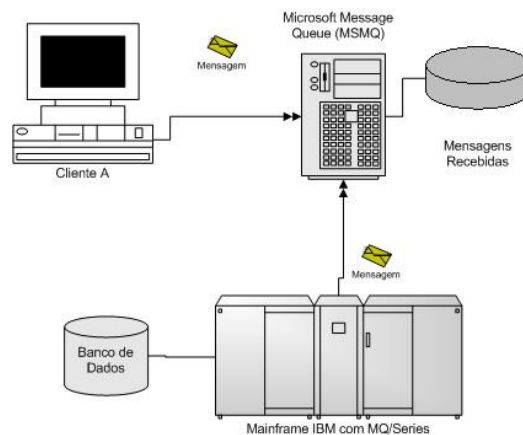 Microsoft Message
Queue (MSMQ)
Mensagem
Cliente A
Mensagens
Recebidas
Mensagem
Banco de
Dados
Mainframe IBM com MQ/Series